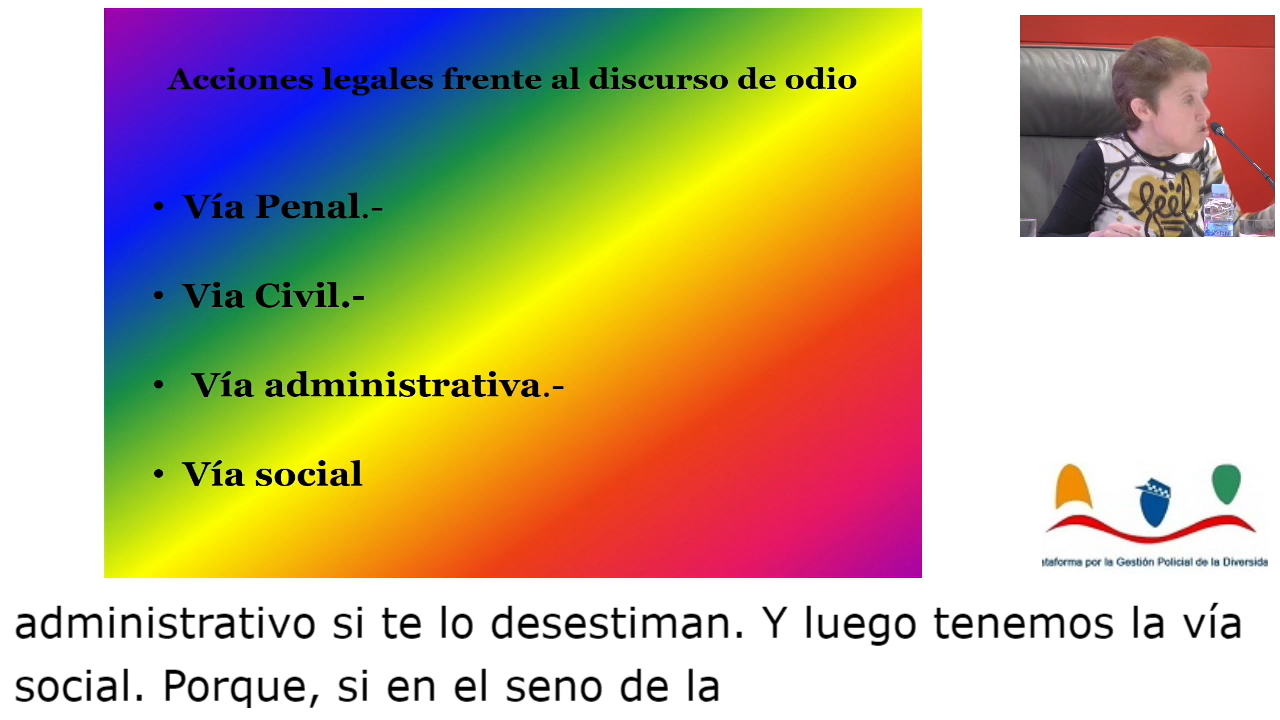 Acciones legales frente al discurso de odio
• Vía Penal.-
• Via Civil.-
• Vía administrativa.-
• Vía social
feel
ataforma por la Gestión Policial de la Diversida
administrativo si te lo desestiman. Y luego tenemos la vía
social. Porque, si en el seno de la